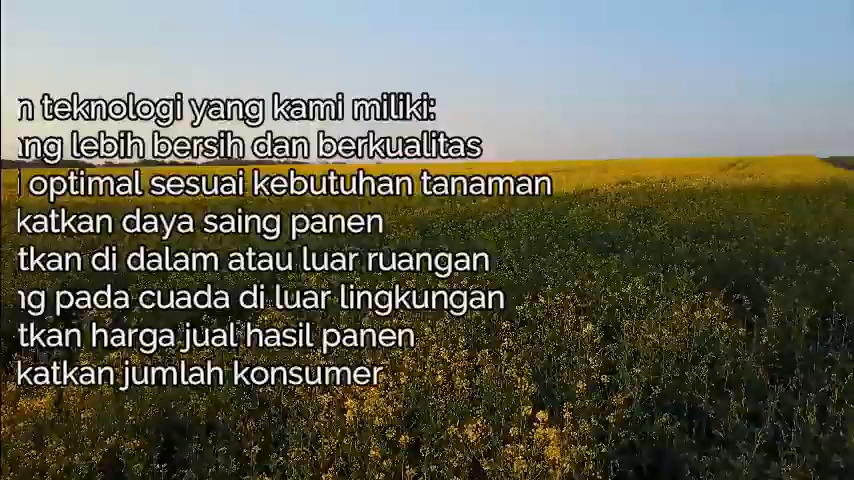 teknologi yang kami miliki:
lebih bersih dan berkualitas
optimal sesuai kebutuhan tanaman
katkan daya saing panen
tkan di dalam atau luar ruangan
pada cuada di luar lingkungan
tkan harga jual hasil panen
katkan jumlah konsumer